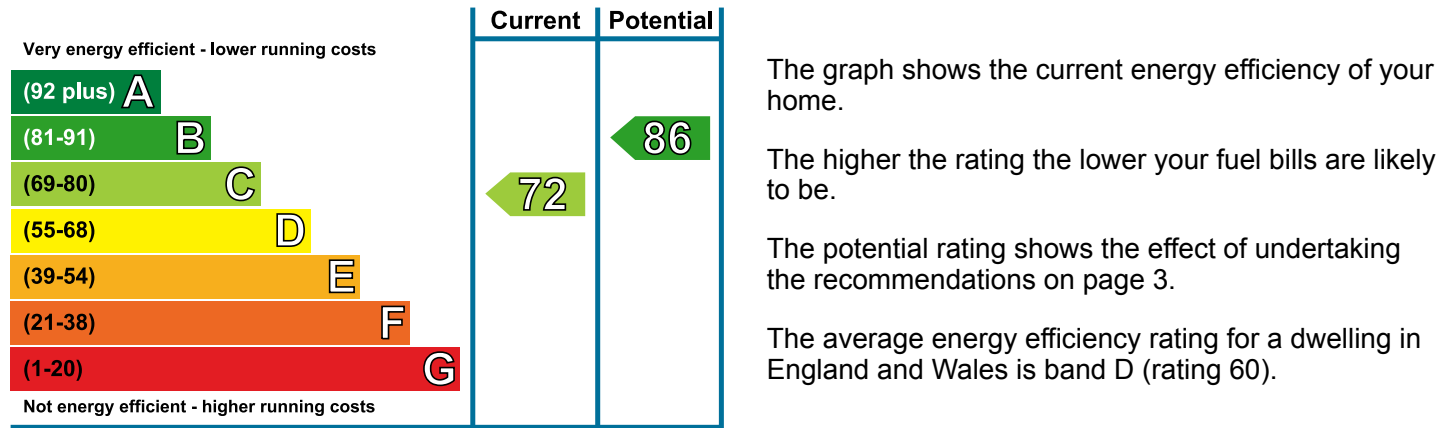 Current Potential
Very energy efficient - lower running costs
(92 plus) A
(81-91) B
86
(69-80) C
72
(55-68) D
(39-54) E
(21-38) F
(1-20) G
Not energy efficient - higher running costs
The graph shows the current energy efficiency of your
home.
The higher the rating the lower your fuel bills are likely
to be.
The potential rating shows the effect of undertaking
the recommendations on page 3.
The average energy efficiency rating for a dwelling in
England and Wales is band D (rating 60).